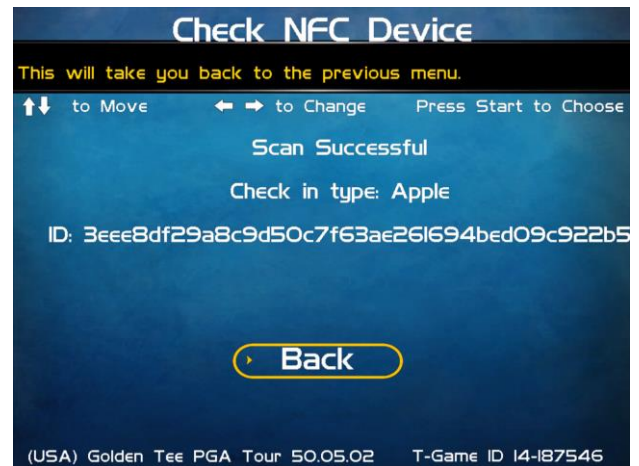 Check NFC Device
This will take you back to the previous menu.
to Move to Change Press Start to Choose
Scan Successful
Check in type: Apple
ID: 3eee8df29a8c9d50c7f63ae261694bed09c922b5
Back
(USA) Golden Tee PGA Tour 50.05.02 T-Game ID 14-187546